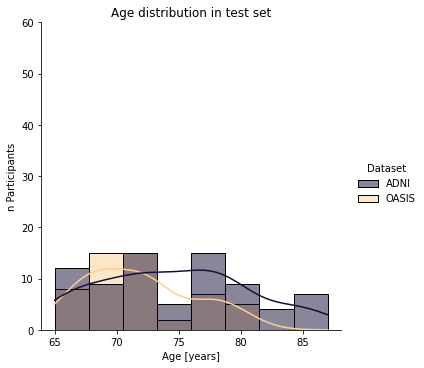 Age distribution in test set
60
50
40
30
20
10
0
n Participants
65 70 75 80 85
Age [years]
Dataset
ADNI
OASIS